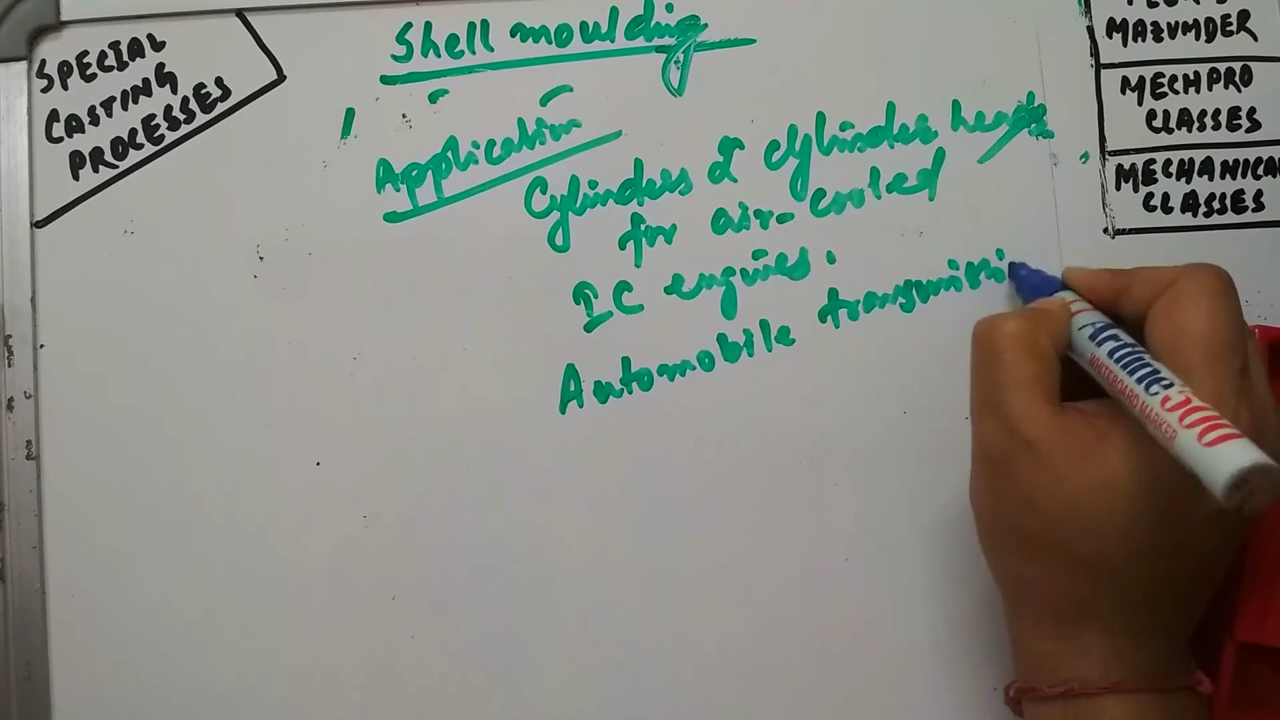 SPECIAL
CASTING
PROCESSES
Shell moulding
Application
Cylinders & cylinder heads
for air-cooled
IC engines.
Automobile transmissi
MAZUMDER
MECHPRO
CLASSES
MECHANICAL
CLASSES
Artline 500
WHITEBOARD MARKER